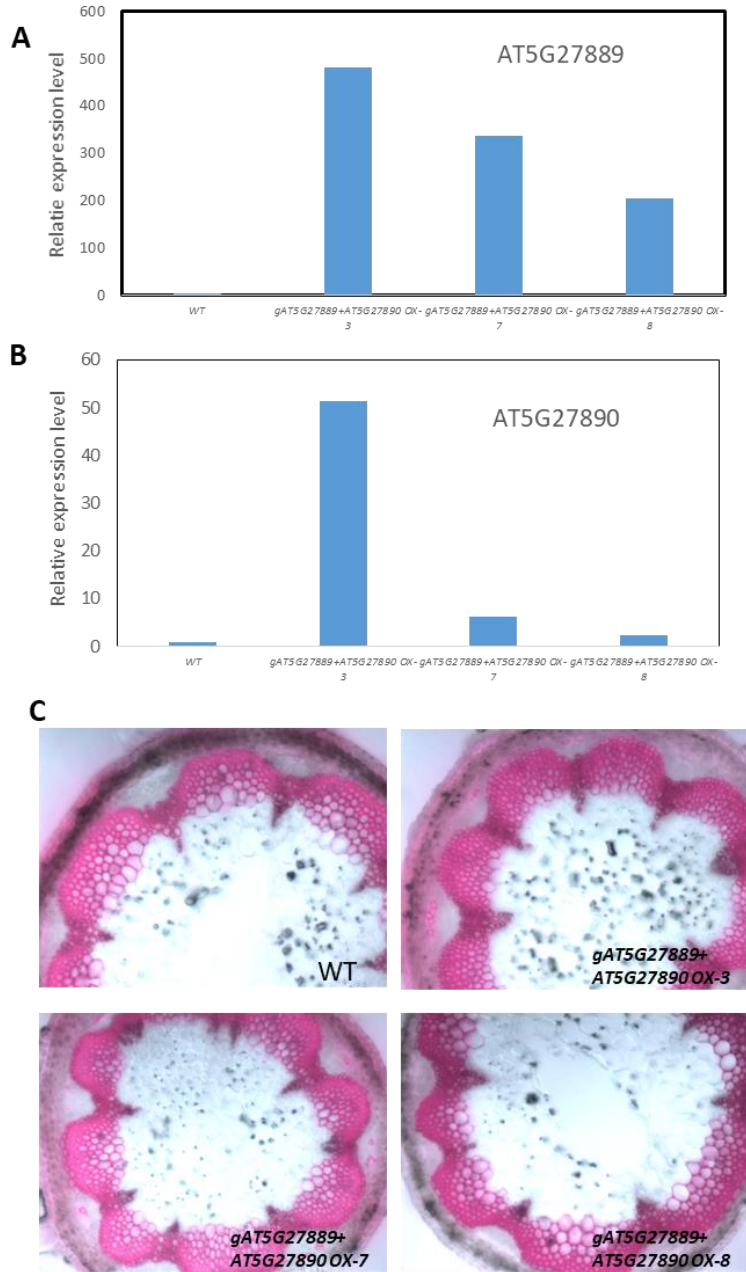 A
600
500
400
300
200
100
0
Relatie expression level
AT5G27889
WT
gAT5G27889+AT5G27890 OX-
3
gAT5G27889+AT5G27890 OX-
7
gAT5G27889+AT5G27890 OX-
8
B
60
50
40
30
20
10
0
Relative expression level
AT5G27890
WT
gAT5G27889+AT5G27890 OX-
3
gAT5G27889+AT5G27890 OX-
7
gAT5G27889+AT5G27890 OX-
8
C
WT
gAT5G27889+
AT5G27890 OX-3
gAT5G27889+
AT5G27890 OX-7
gAT5G27889+
AT5G27890 OX-8